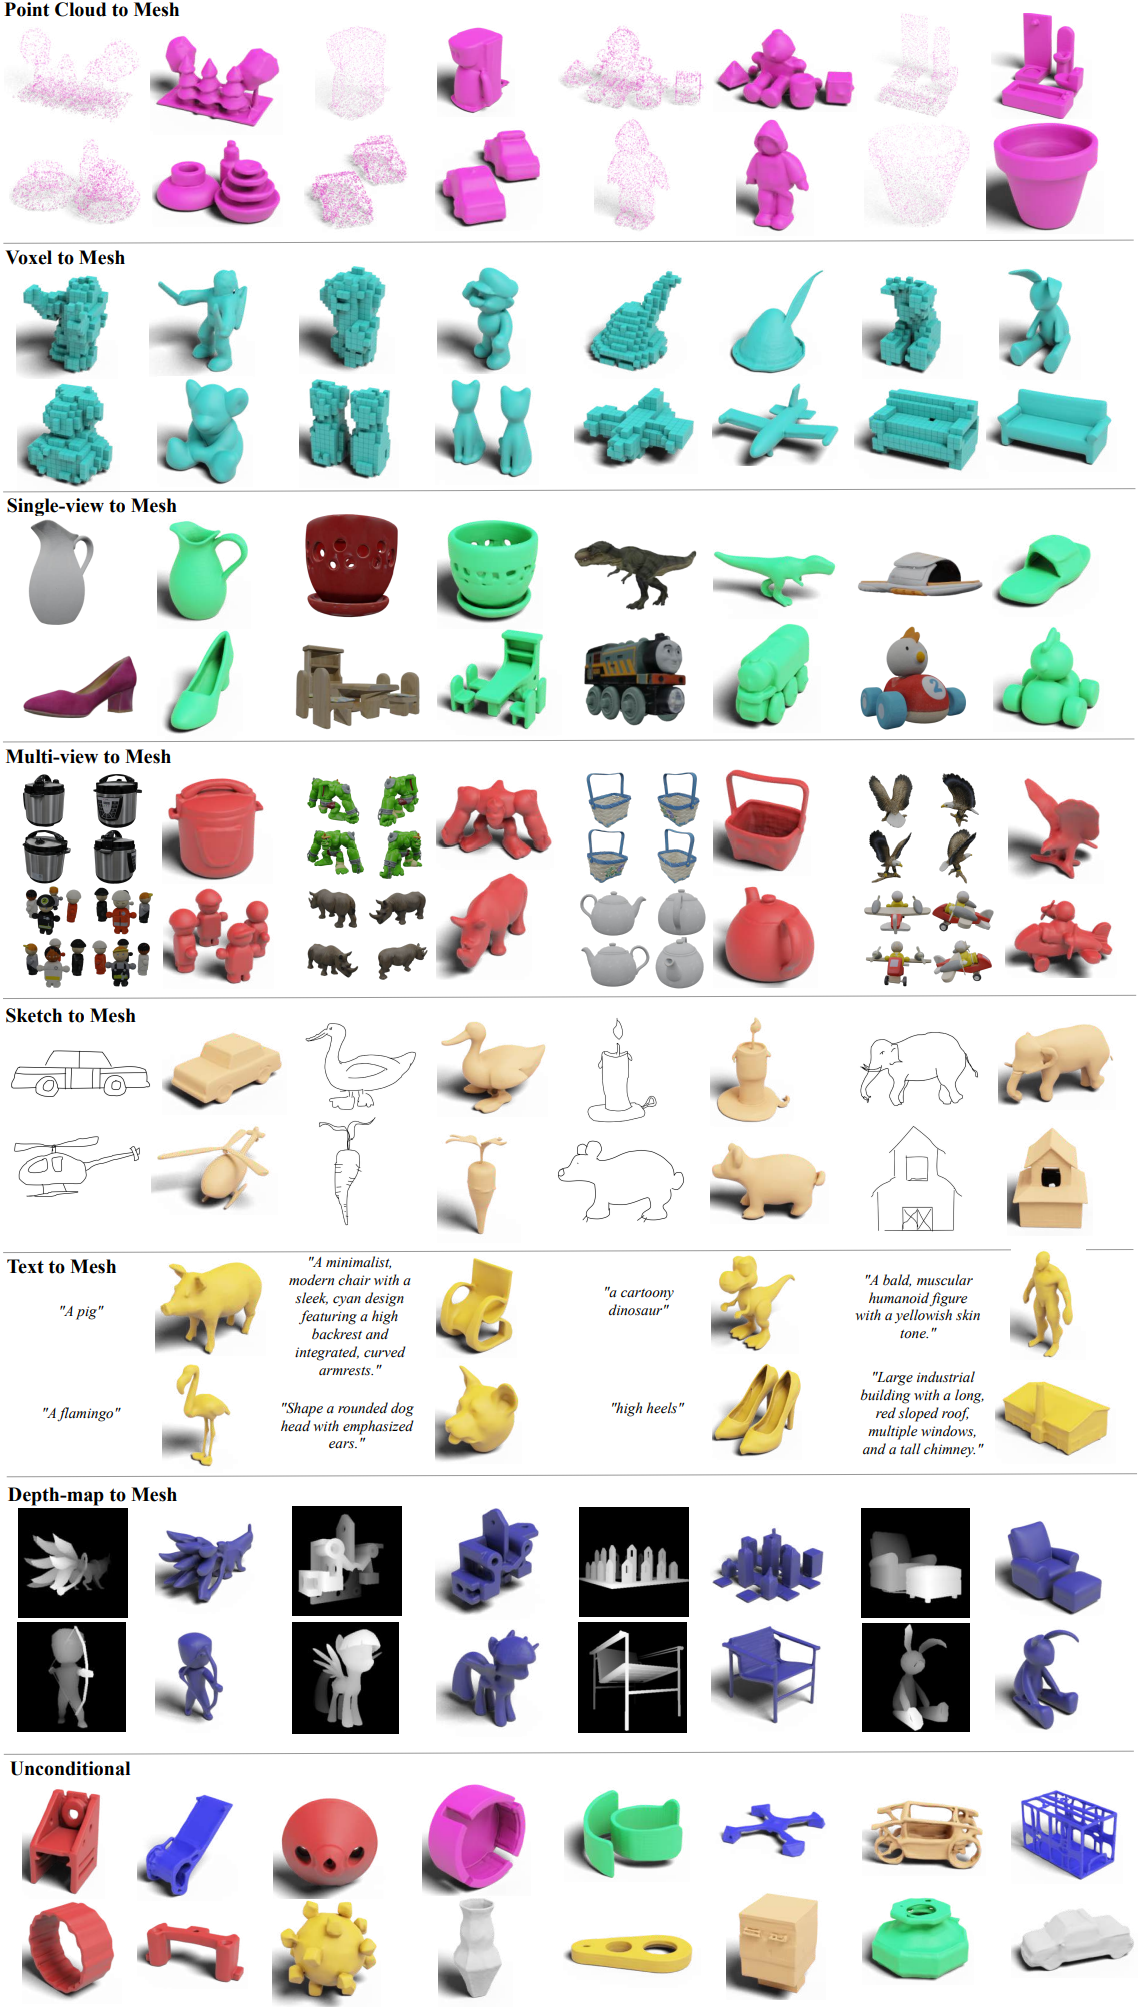 Point Cloud to Mesh
Voxel to Mesh
Single-view to Mesh
2
Multi-view to Mesh
Sketch to Mesh
Text to Mesh
"A pig"
"A minimalist,
modern chair with a
sleek, cyan design
featuring a high
backrest and
integrated, curved
armrests."
"a cartoony
dinosaur"
"A bald, muscular
humanoid figure
with a yellowish skin
tone."
"A flamingo"
"Shape a rounded dog
head with emphasized
ears."
"high heels"
"Large industrial
building with a long,
red sloped roof,
multiple windows,
and a tall chimney."
Depth-map to Mesh
Unconditional